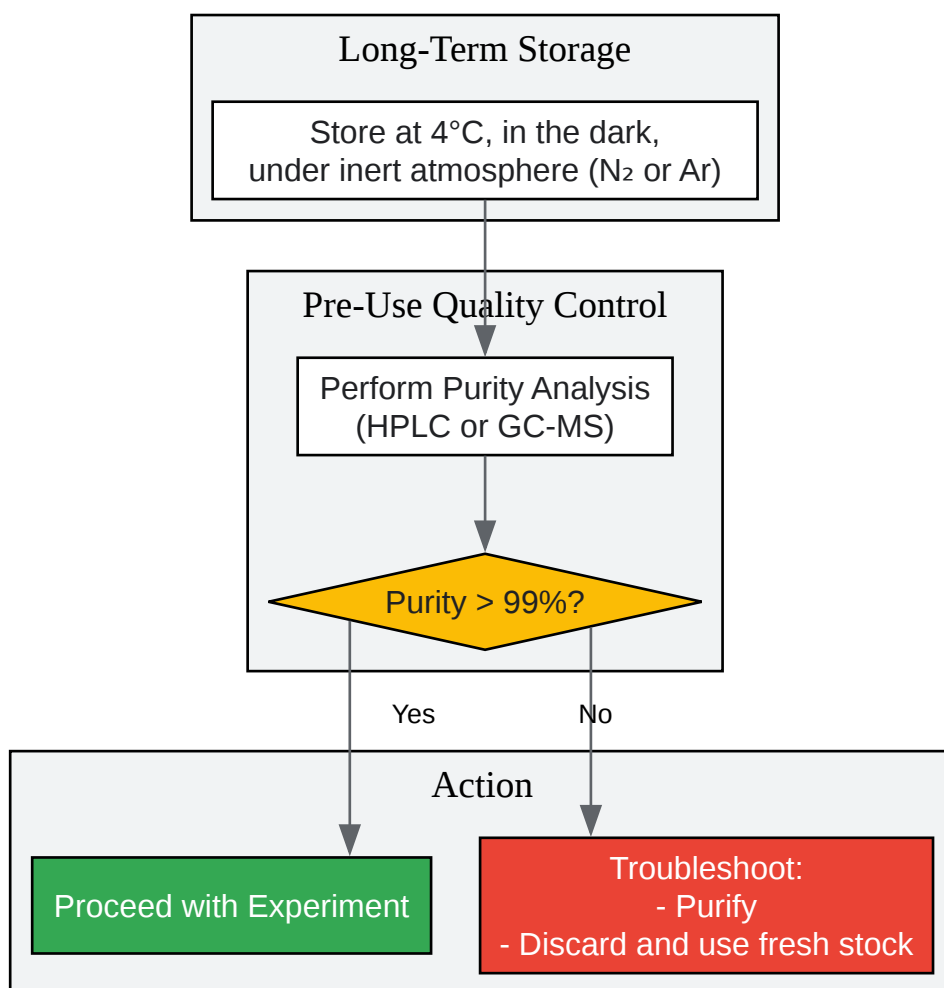 Long-Term Storage
Store at 4°C, in the dark,
under inert atmosphere (N₂ or Ar)
Pre-Use Quality Control
Perform Purity Analysis
(HPLC or GC-MS)
Purity > 99%?
Yes
No
Action
Proceed with Experiment
Troubleshoot:
- Purify
- Discard and use fresh stock